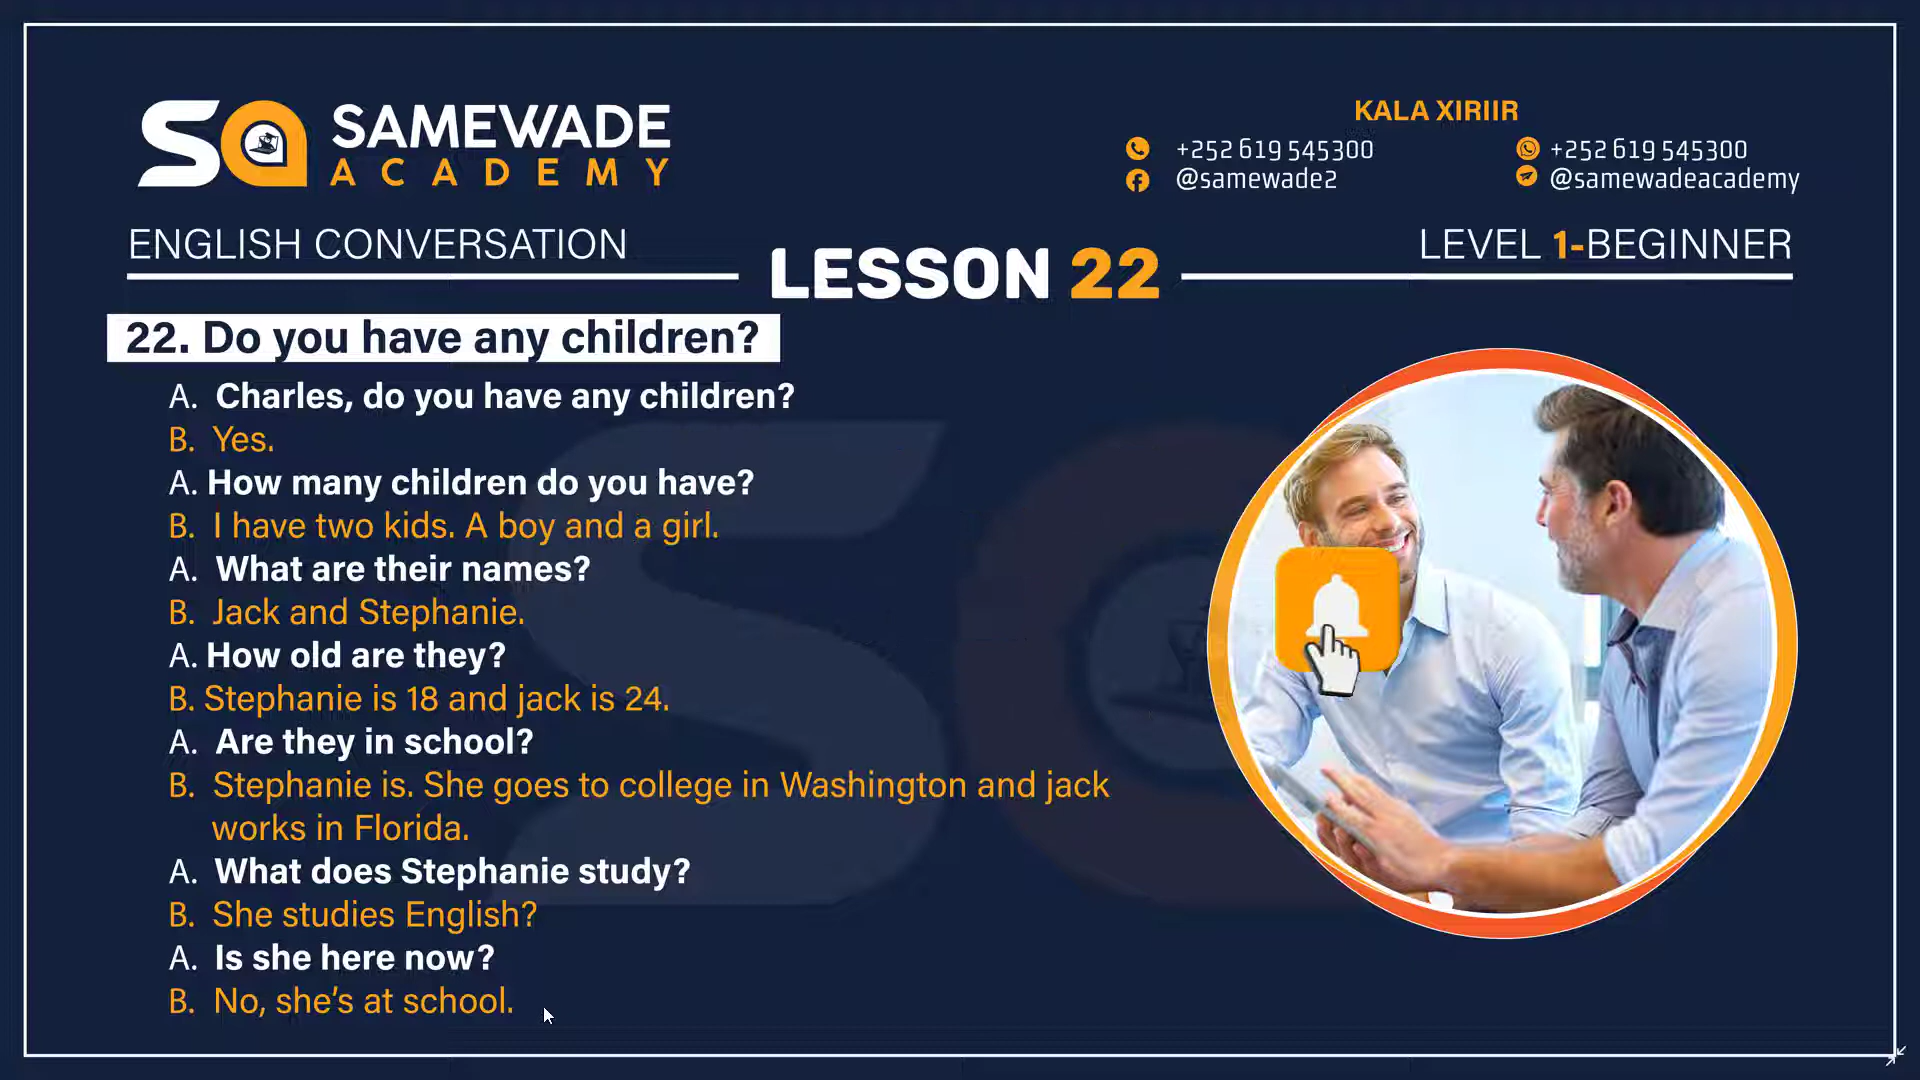 SAMEWADE
ACADEMY
KALA XIRIIR
+252 619 545300
+252 619 545300
@samewade2
@samewadeacademy
ENGLISH CONVERSATION
LESSON 22
LEVEL 1-BEGINNER
22. Do you have any children?
A. Charles, do you have any children?
B. Yes.
A. How many children do you have?
B. I have two kids. A boy and a girl.
A. What are their names?
B. Jack and Stephanie.
A. How old are they?
B. Stephanie is 18 and jack is 24.
A. Are they in school?
B. Stephanie is. She goes to college in Washington and jack
works in Florida.
A. What does Stephanie study?
B. She studies English?
A. Is she here now?
B. No, she's at school.